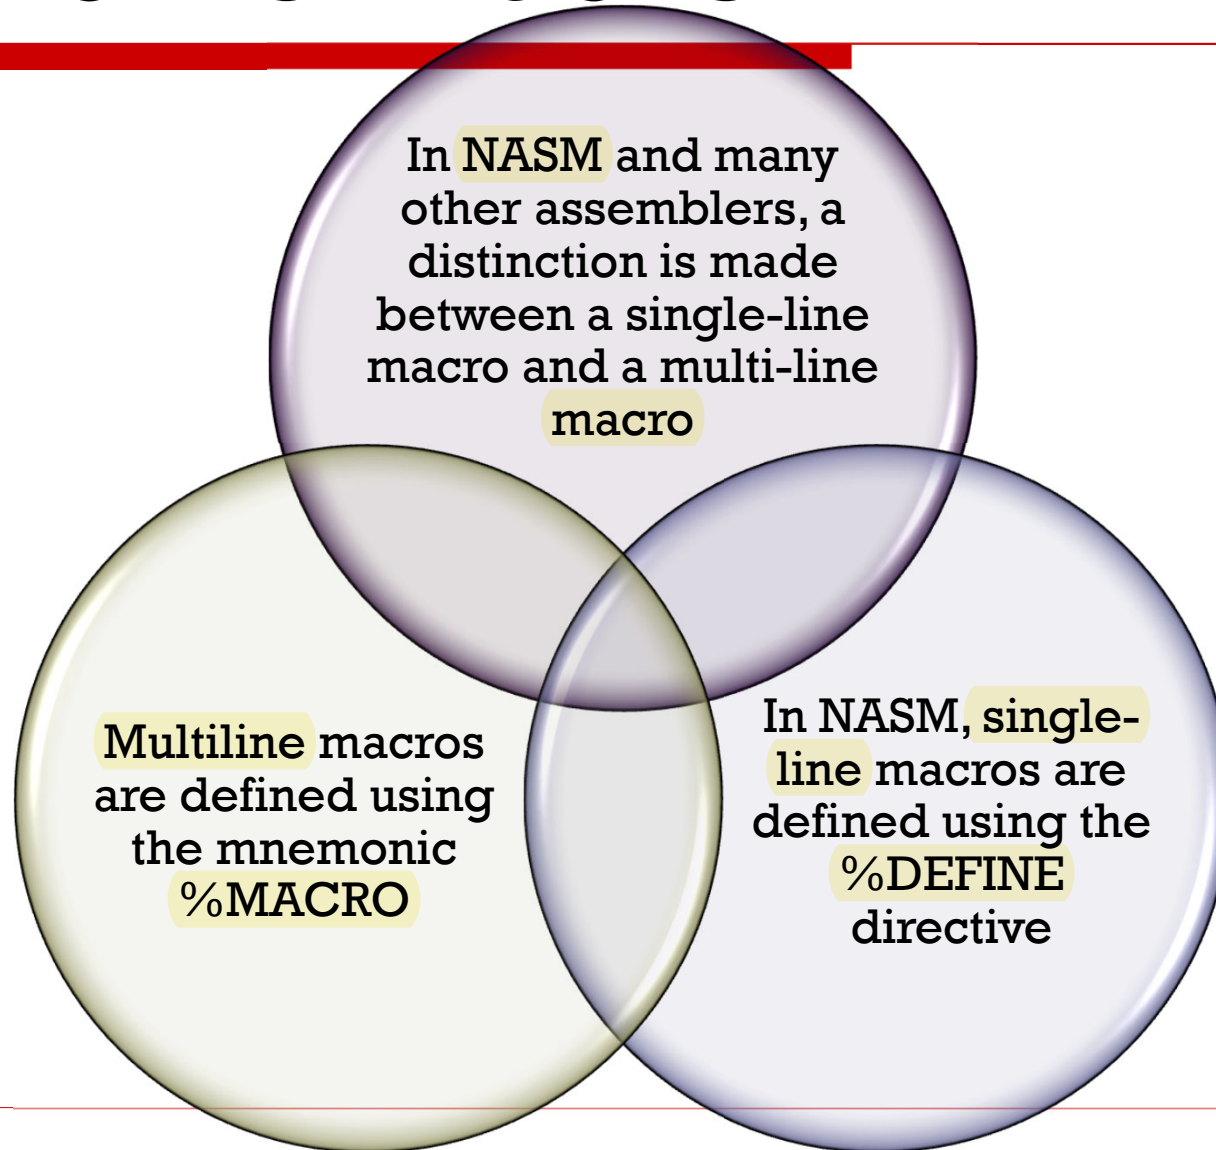 In NASM and many
other assemblers, a
distinction is made
between a single-line
macro and a multi-line
macro
Multiline macros
are defined using
the mnemonic
%MACRO
In NASM, single-
line macros are
defined using the
%DEFINE
directive